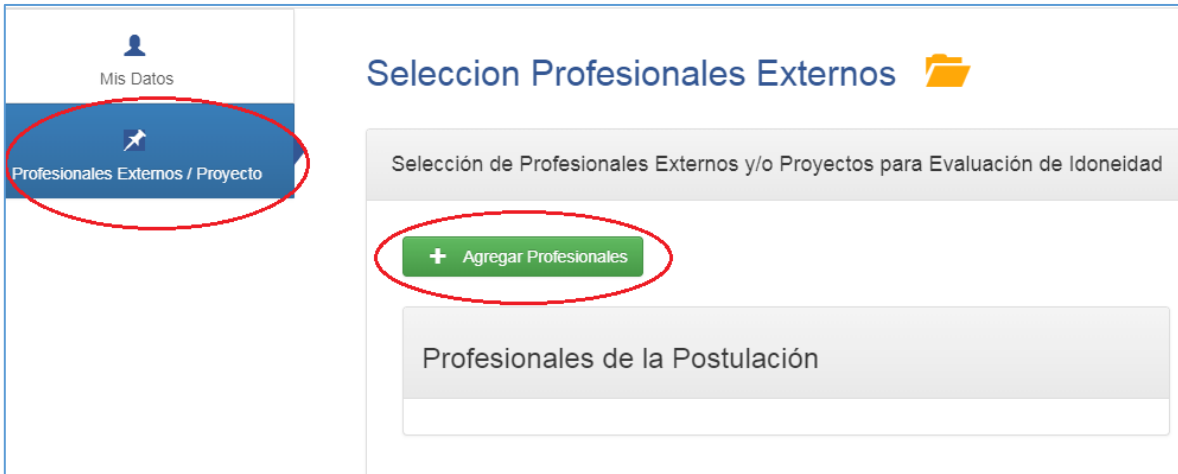 Mis Datos
Profesionales Externos / Proyecto
Seleccion Profesionales Externos
Selección de Profesionales Externos y/o Proyectos para Evaluación de Idoneidad
+ Agregar Profesionales
Profesionales de la Postulación